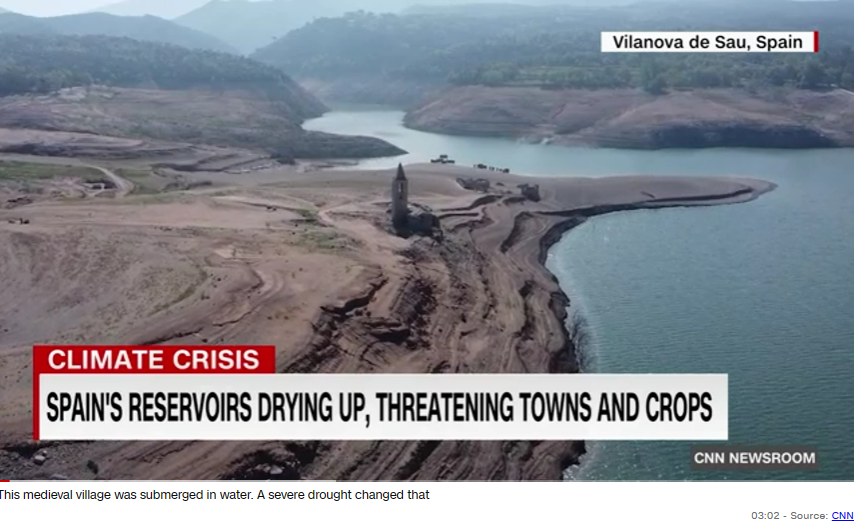 Vilanova de Sau, Spain
CLIMATE CRISIS
SPAIN'S RESERVOIRS DRYING UP, THREATENING TOWNS AND CROPS
CNN NEWSROOM
This medieval village was submerged in water. A severe drought changed that
03:02 - Source: CNN